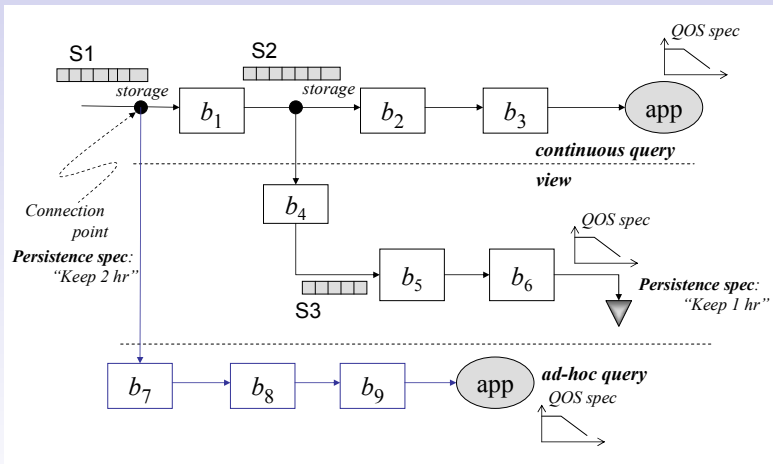 QOS spec
S1
S2
storage
storage
b1
b2
b3
app
continuous query
view
Connection
point
b4
QOS spec
Persistence spec:
“Keep 2 hr”
b5
b6
Persistence spec:
“Keep 1 hr”
S3
ad-hoc query
b7
b8
b9
app
QOS spec